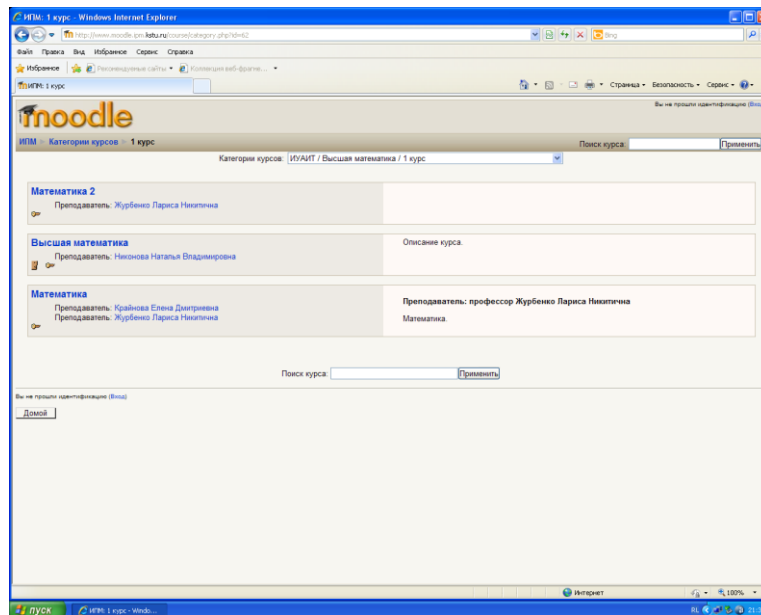 ИПМ: 1 курс - Windows Internet Explorer
http://www.moodle.ipm.kstu.ru/course/category.php?id=62
Bing
Файл Правка Вид Избранное Сервис Справка
Избранное Рекомендуемые сайты Коллекция веб-фрагме...
ИПМ: 1 курс
Страница Безопасность Сервис
Вы не прошли идентификацию (Вход
moodle
ИПМ Категории курсов 1 курс
Поиск курса: Применить
Категории курсов: ИУАИТ / Высшая математика / 1 курс
Математика 2
Преподаватель: Журбенко Лариса Никитична
Высшая математика
Преподаватель: Никонова Наталья Владимировна
Описание курса.
Математика
Преподаватель: Крайнова Елена Дмитриевна
Преподаватель: Журбенко Лариса Никитична
Преподаватель: профессор Журбенко Лариса Никитична
Математика.
Поиск курса: Применить
Вы не прошли идентификацию (Вход)
Домой
Интернет 100%
пуск ИПМ: 1 курс - Windo...